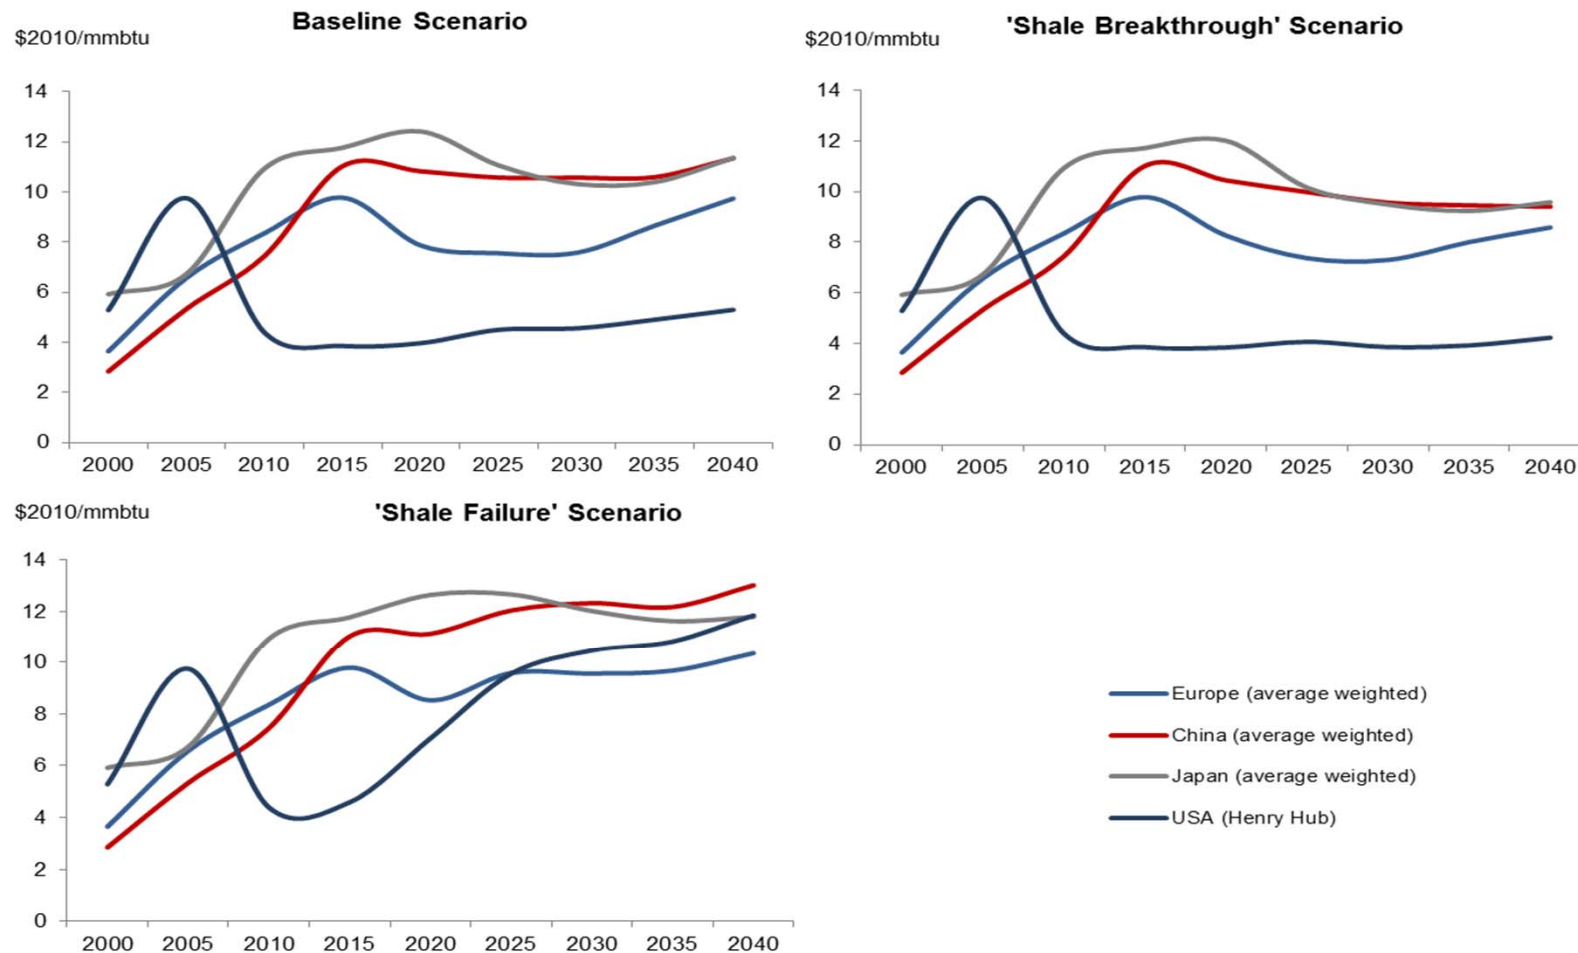 Baseline Scenario
$2010/mmbtu
14
12
10
8
6
4
2
0
2000 2005 2010 2015 2020 2025 2030 2035 2040
'Shale Breakthrough' Scenario
$2010/mmbtu
14
12
10
8
6
4
2
0
2000 2005 2010 2015 2020 2025 2030 2035 2040
'Shale Failure' Scenario
$2010/mmbtu
14
12
10
8
6
4
2
0
2000 2005 2010 2015 2020 2025 2030 2035 2040
Europe (average weighted)
China (average weighted)
Japan (average weighted)
USA (Henry Hub)